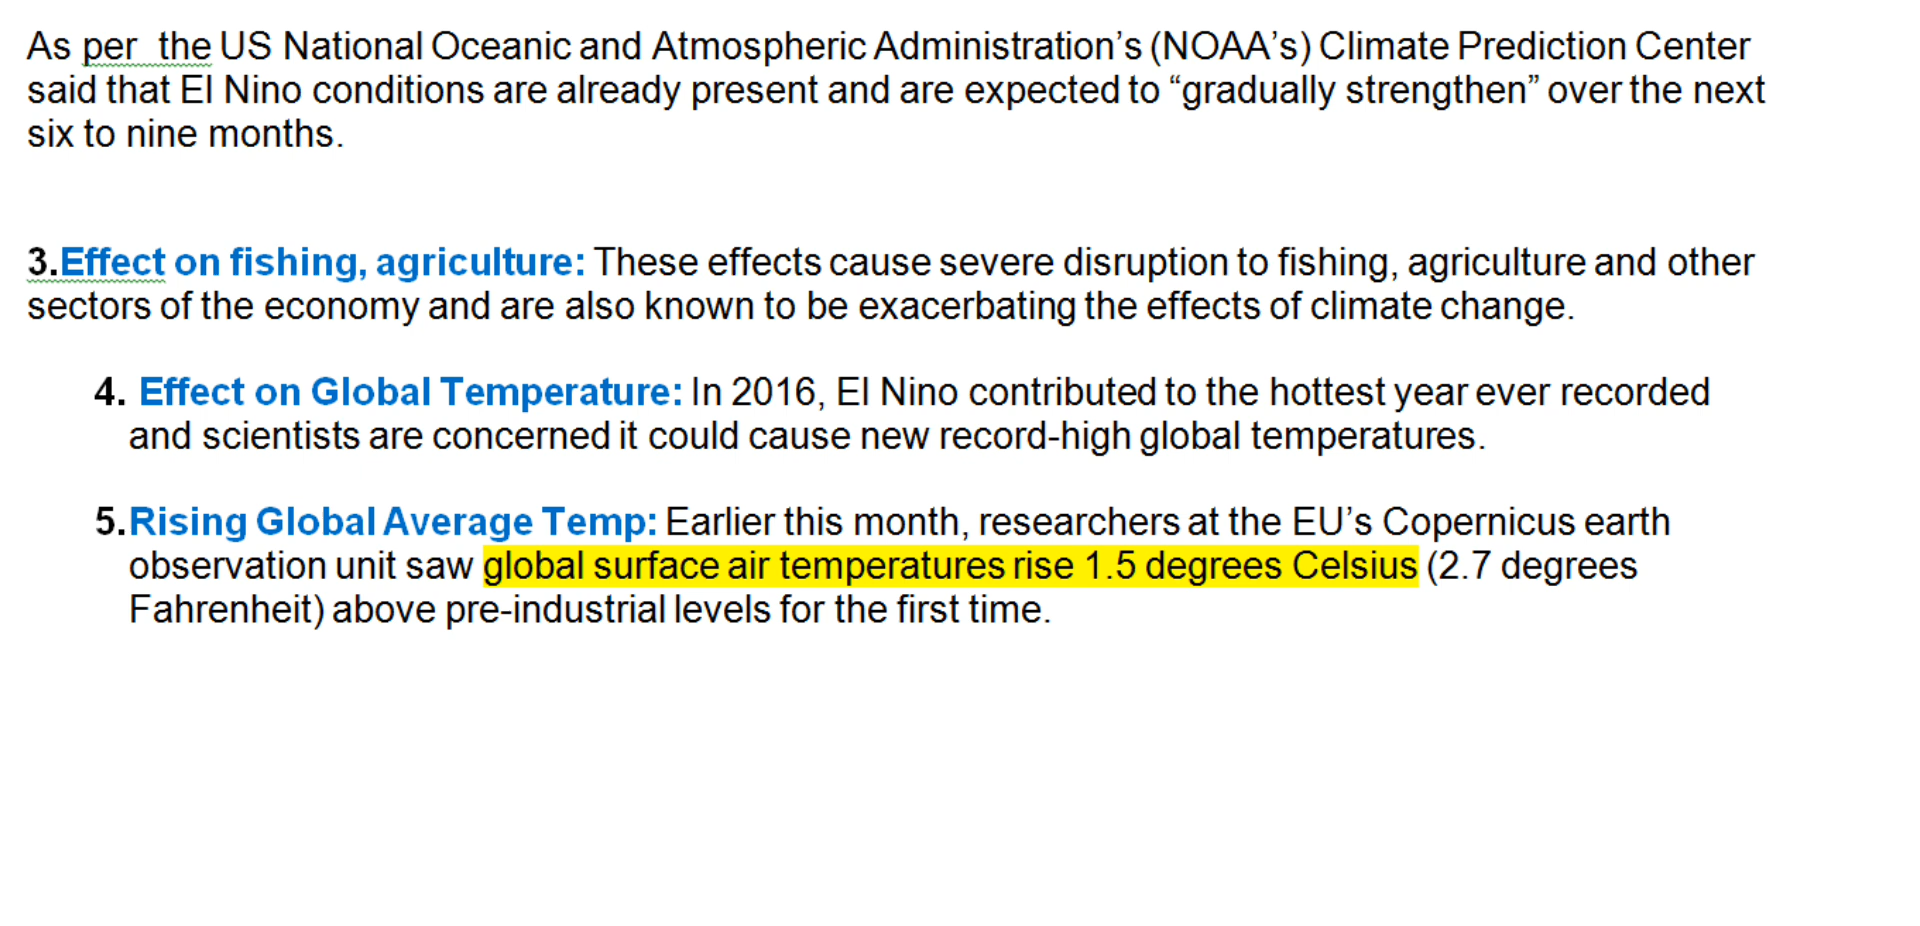 As per  the US National Oceanic and Atmospheric Administration’s (NOAA’s) Climate Prediction Center
said that El Nino conditions are already present and are expected to “gradually strengthen” over the next
six to nine months.
3.Effect on fishing, agriculture: These effects cause severe disruption to fishing, agriculture and other
sectors of the economy and are also known to be exacerbating the effects of climate change.
4. Effect on Global Temperature: In 2016, El Nino contributed to the hottest year ever recorded
and scientists are concerned it could cause new record-high global temperatures.
5.Rising Global Average Temp: Earlier this month, researchers at the EU’s Copernicus earth
observation unit saw global surface air temperatures rise 1.5 degrees Celsius (2.7 degrees
Fahrenheit) above pre-industrial levels for the first time.